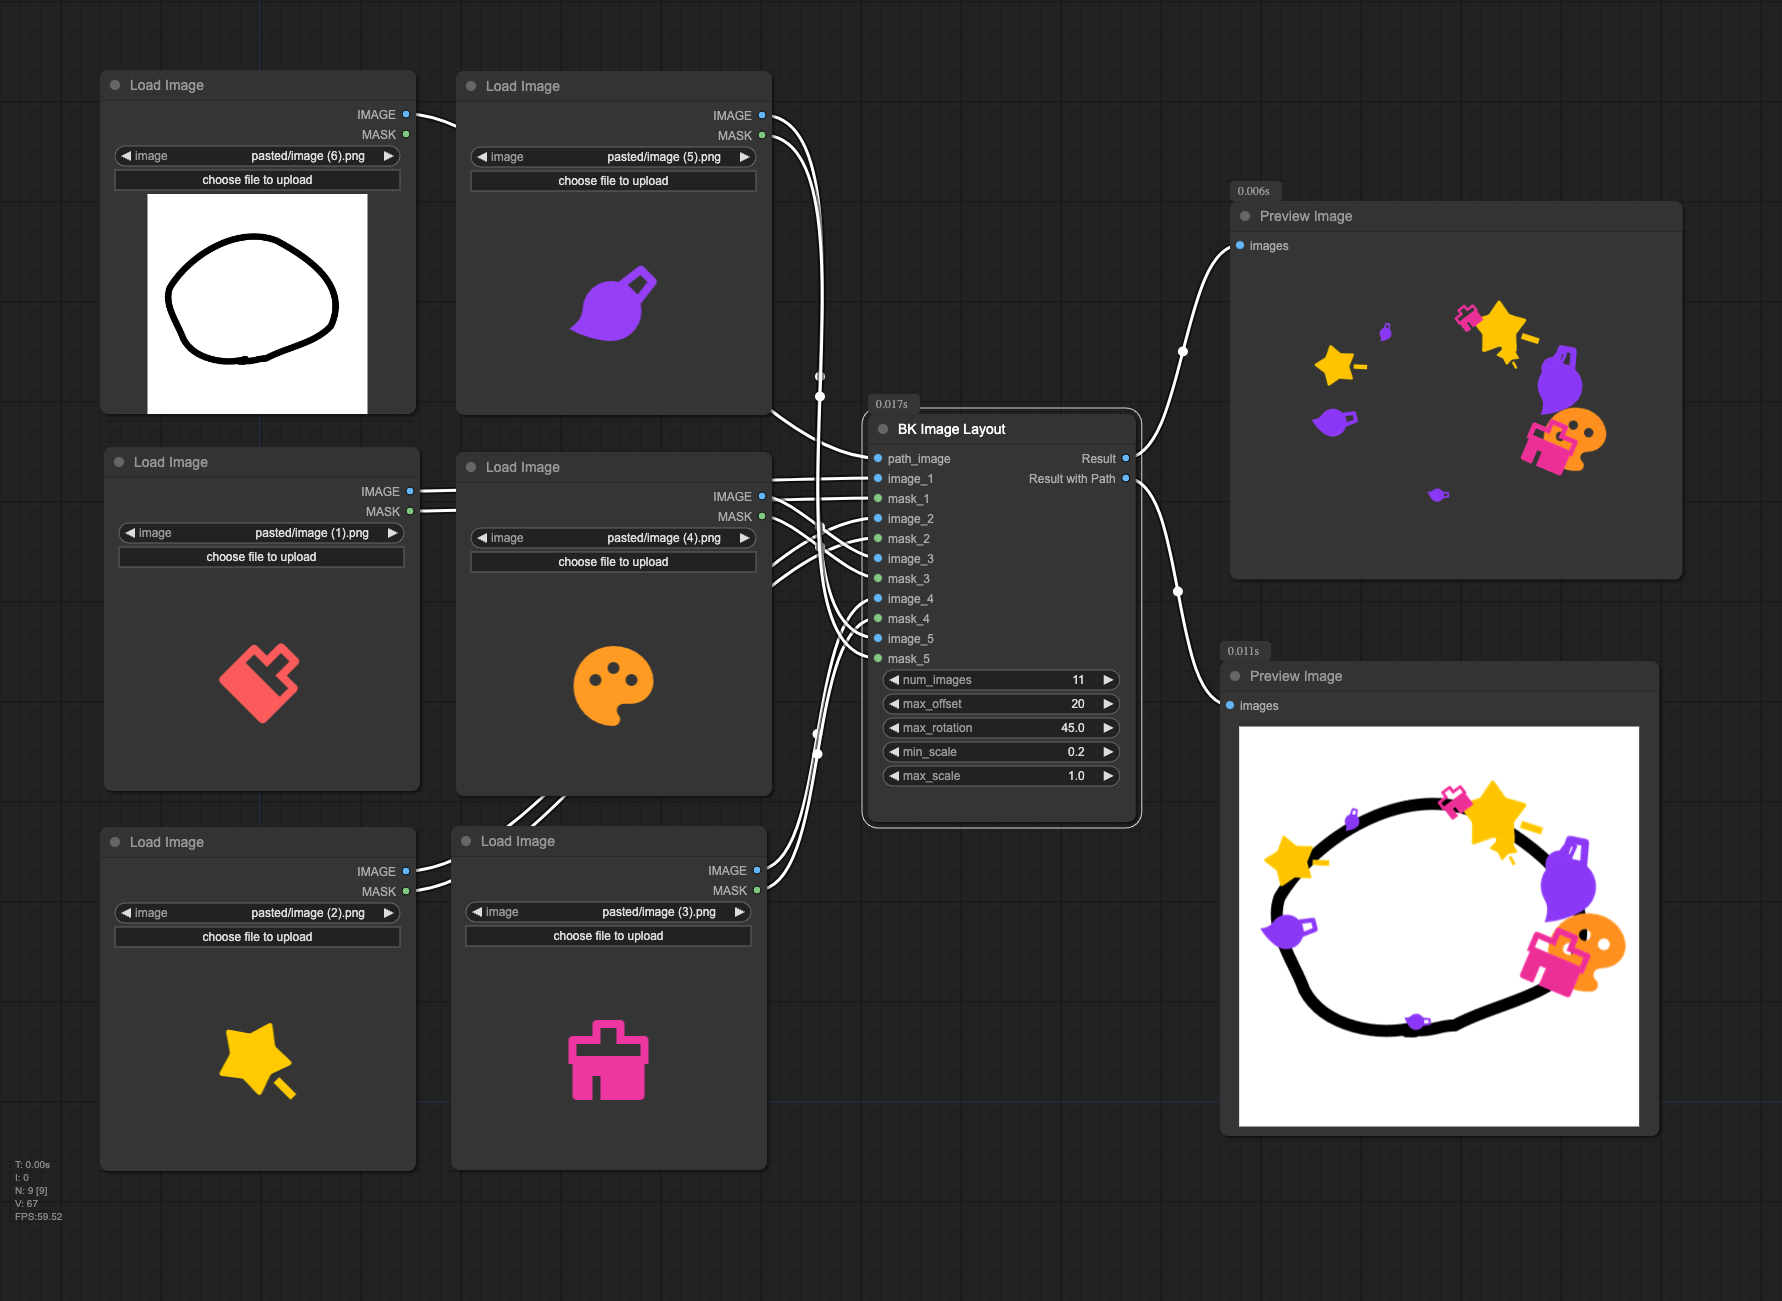 Load Image
IMAGE
MASK
image pasted/image (6).png
choose file to upload
Load Image
IMAGE
MASK
image pasted/image (5).png
choose file to upload
Load Image
IMAGE
MASK
image pasted/image (1).png
choose file to upload
Load Image
IMAGE
MASK
image pasted/image (4).png
choose file to upload
Load Image
IMAGE
MASK
image pasted/image (2).png
choose file to upload
Load Image
IMAGE
MASK
image pasted/image (3).png
choose file to upload
0.017s
BK Image Layout
path_image Result
image_1 Result with Path
mask_1
image_2
mask_2
image_3
mask_3
image_4
mask_4
image_5
mask_5
num_images 11
max_offset 20
max_rotation 45.0
min_scale 0.2
max_scale 1.0
0.006s
Preview Image
images
0.011s
Preview Image
images
T: 0.00s
I: 0
N: 9 [9]
V: 67
FPS:59.52